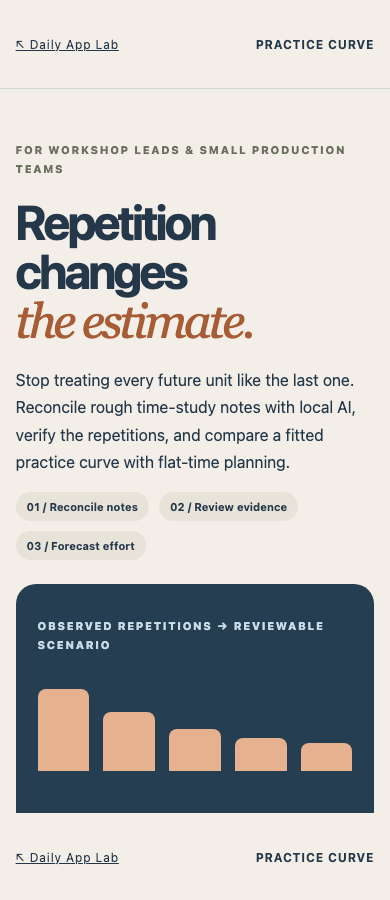 ↖ Daily App Lab
PRACTICE CURVE
FOR WORKSHOP LEADS & SMALL PRODUCTION
TEAMS
Repetition
changes
the estimate.
Stop treating every future unit like the last one.
Reconcile rough time-study notes with local AI,
verify the repetitions, and compare a fitted
practice curve with flat-time planning.
01 / Reconcile notes
02 / Review evidence
03 / Forecast effort
OBSERVED REPETITIONS → REVIEWABLE
SCENARIO
↖ Daily App Lab
PRACTICE CURVE